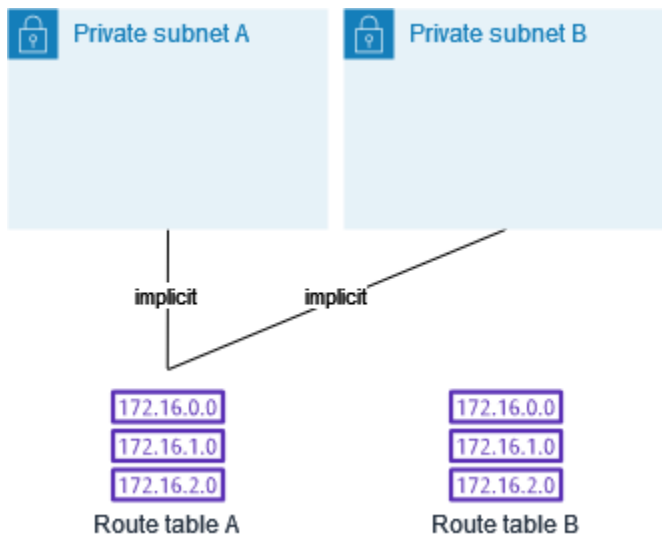 Private subnet A
Private subnet B
implicit
implicit
172.16.0.0
172.16.1.0
172.16.2.0
Route table A
172.16.0.0
172.16.1.0
172.16.2.0
Route table B